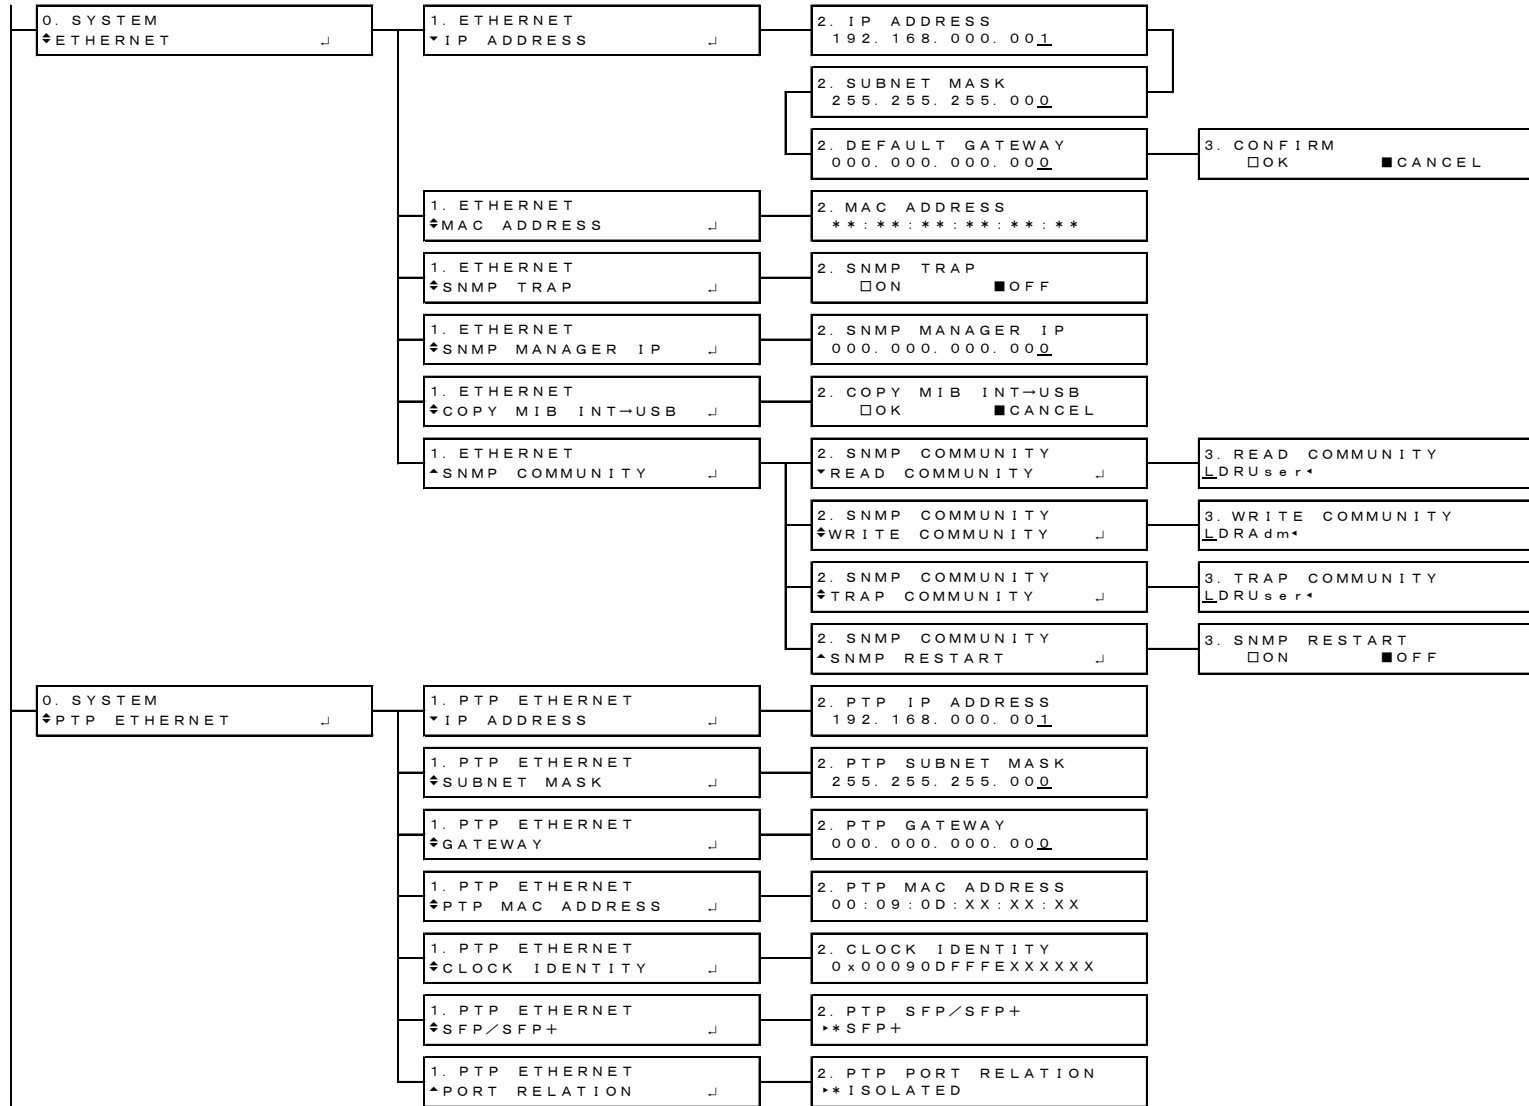 0. SYSTEM
♦ETHERNET ↵
1. ETHERNET
▾IP ADDRESS ↵
2. IP ADDRESS
192. 168. 000. 001
2. SUBNET MASK
255. 255. 255. 000
2. DEFAULT GATEWAY
000. 000. 000. 000
3. CONFIRM
□OK ■CANCEL
1. ETHERNET
♦MAC ADDRESS ↵
2. MAC ADDRESS
**:**:**:**:**:**
1. ETHERNET
♦SNMP TRAP ↵
2. SNMP TRAP
□ON ■OFF
1. ETHERNET
♦SNMP MANAGER IP ↵
2. SNMP MANAGER IP
000. 000. 000. 000
1. ETHERNET
♦COPY MIB INT→USB ↵
2. COPY MIB INT→USB
□OK ■CANCEL
1. ETHERNET
▴SNMP COMMUNITY ↵
2. SNMP COMMUNITY
▾READ COMMUNITY ↵
3. READ COMMUNITY
LDRUser◂
2. SNMP COMMUNITY
♦WRITE COMMUNITY ↵
3. WRITE COMMUNITY
LDRAdm◂
2. SNMP COMMUNITY
♦TRAP COMMUNITY ↵
3. TRAP COMMUNITY
LDRUser◂
2. SNMP COMMUNITY
▴SNMP RESTART ↵
3. SNMP RESTART
□ON ■OFF
0. SYSTEM
♦PTP ETHERNET ↵
1. PTP ETHERNET
▾IP ADDRESS ↵
2. PTP IP ADDRESS
192. 168. 000. 001
1. PTP ETHERNET
♦SUBNET MASK ↵
2. PTP SUBNET MASK
255. 255. 255. 000
1. PTP ETHERNET
♦GATEWAY ↵
2. PTP GATEWAY
000. 000. 000. 000
1. PTP ETHERNET
♦PTP MAC ADDRESS ↵
2. PTP MAC ADDRESS
00:09:0D:XX:XX:XX
1. PTP ETHERNET
♦CLOCK IDENTITY ↵
2. CLOCK IDENTITY
0x00090DFFFEXXXXXX
1. PTP ETHERNET
♦SFP／SFP+ ↵
2. PTP SFP／SFP+
▸*SFP+
1. PTP ETHERNET
▴PORT RELATION ↵
2. PTP PORT RELATION
▸*ISOLATED